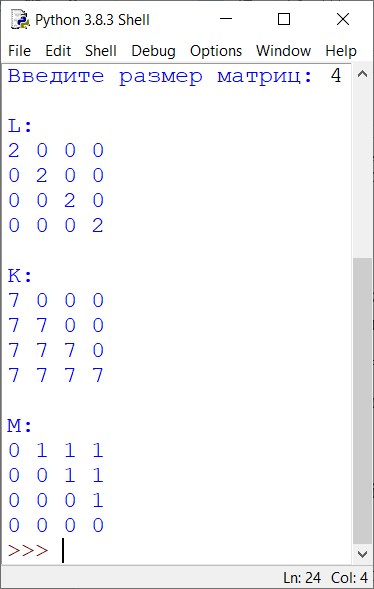 Python 3.8.3 Shell
File Edit Shell Debug Options Window Help
Введите размер матриц: 4
L:
2 0 0 0
0 2 0 0
0 0 2 0
0 0 0 2
K:
7 0 0 0
7 7 0 0
7 7 7 0
7 7 7 7
M:
0 1 1 1
0 0 1 1
0 0 0 1
0 0 0 0
>>>
Ln: 24 Col: 4